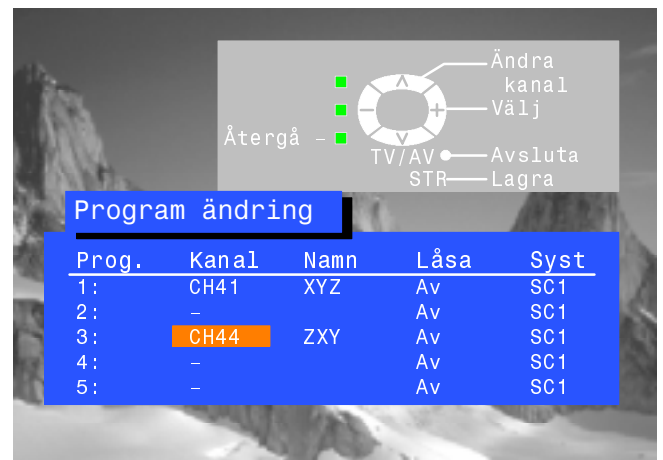 Ändra
kanal
Välj
Återgå –
TV/AV Avsluta
STR Lagra
Program ändring
Prog. Kanal Namn Låsa Syst
1: CH41 XYZ Av SC1
2: – Av SC1
3: CH44 ZXY Av SC1
4: – Av SC1
5: – Av SC1